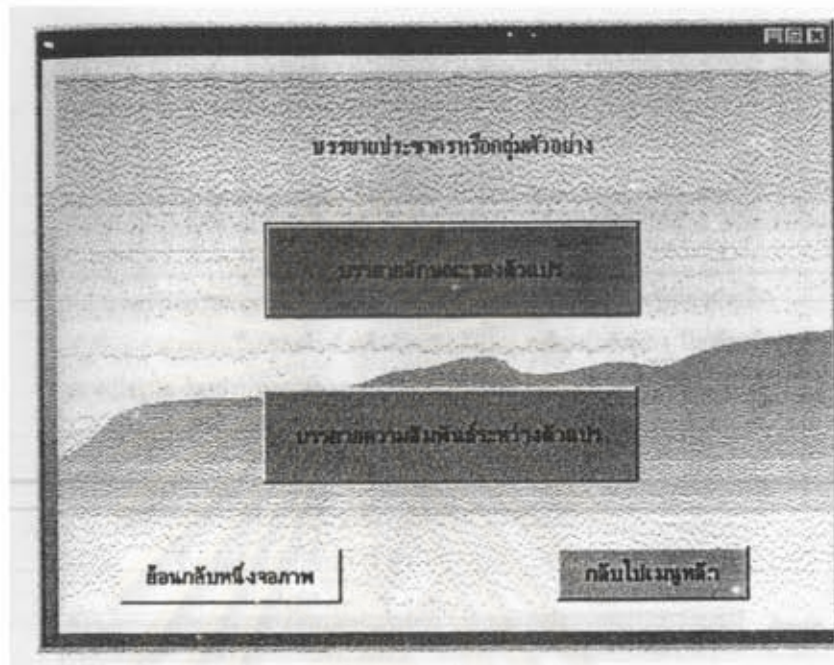 บรรยายประชากรหรือกลุ่มตัวอย่าง
บรรยายลักษณะของตัวแปร
บรรยายความสัมพันธ์ระหว่างตัวแปร
ย้อนกลับหนึ่งจอภาพ
กลับไปเมนูหลัก